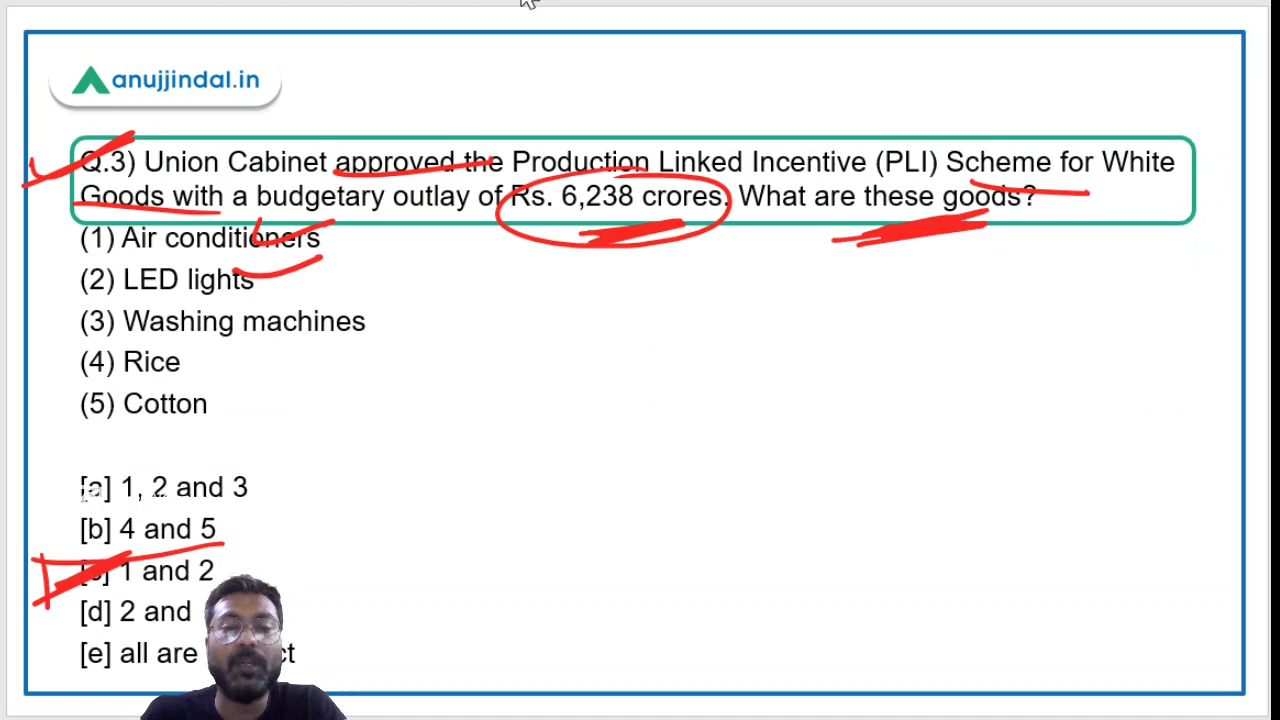 anujjindal.in
Q.3) Union Cabinet approved the Production Linked Incentive (PLI) Scheme for White
Goods with a budgetary outlay of Rs. 6,238 crores. What are these goods?
(1) Air conditioners
(2) LED lights
(3) Washing machines
(4) Rice
(5) Cotton
[a] 1, 2 and 3
[b] 4 and 5
[c] 1 and 2
[d] 2 and
[e] all are